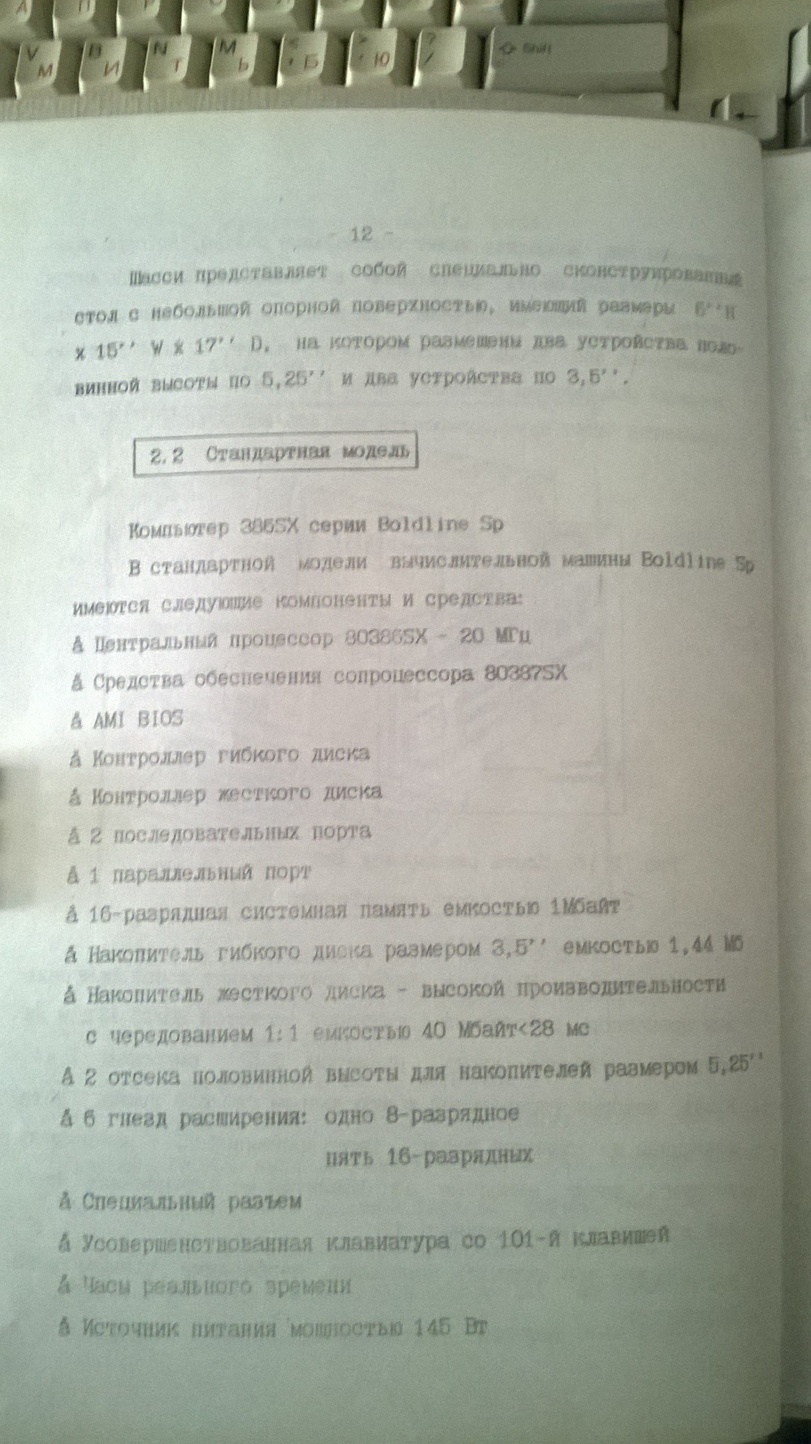 V М
B И
N Т
M Ь
Б
> . Ю
? /
Shift
←
- 12 -
Шасси представляет собой специально сконструированный
стол с небольшой опорной поверхностью, имеющий размеры 6''H
x 15'' W x 17'' D, на котором размещены два устройства поло-
винной высоты по 5,25'' и два устройства по 3,5''.
2.2 Стандартная модель
Компьютер 386SX серии Boldline Sp
В стандартной модели вычислительной машины Boldline Sp
имеются следующие компоненты и средства:
Å Центральный процессор 80386SX - 20 МГц
Å Средства обеспечения сопроцессора 80387SX
Å AMI BIOS
Å Контроллер гибкого диска
Å Контроллер жесткого диска
Å 2 последовательных порта
Å 1 параллельный порт
Å 16-разрядная системная память емкостью 1Мбайт
Å Накопитель гибкого диска размером 3,5'' емкостью 1,44 Мб
Å Накопитель жесткого диска - высокой производительности
с чередованием 1:1 емкостью 40 Мбайт<28 мс
Å 2 отсека половинной высоты для накопителей размером 5,25''
Å 6 гнезд расширения: одно 8-разрядное
пять 16-разрядных
Å Специальный разъем
Å Усовершенствованная клавиатура со 101-й клавишей
Å Часы реального времени
Å Источник питания мощностью 145 Вт